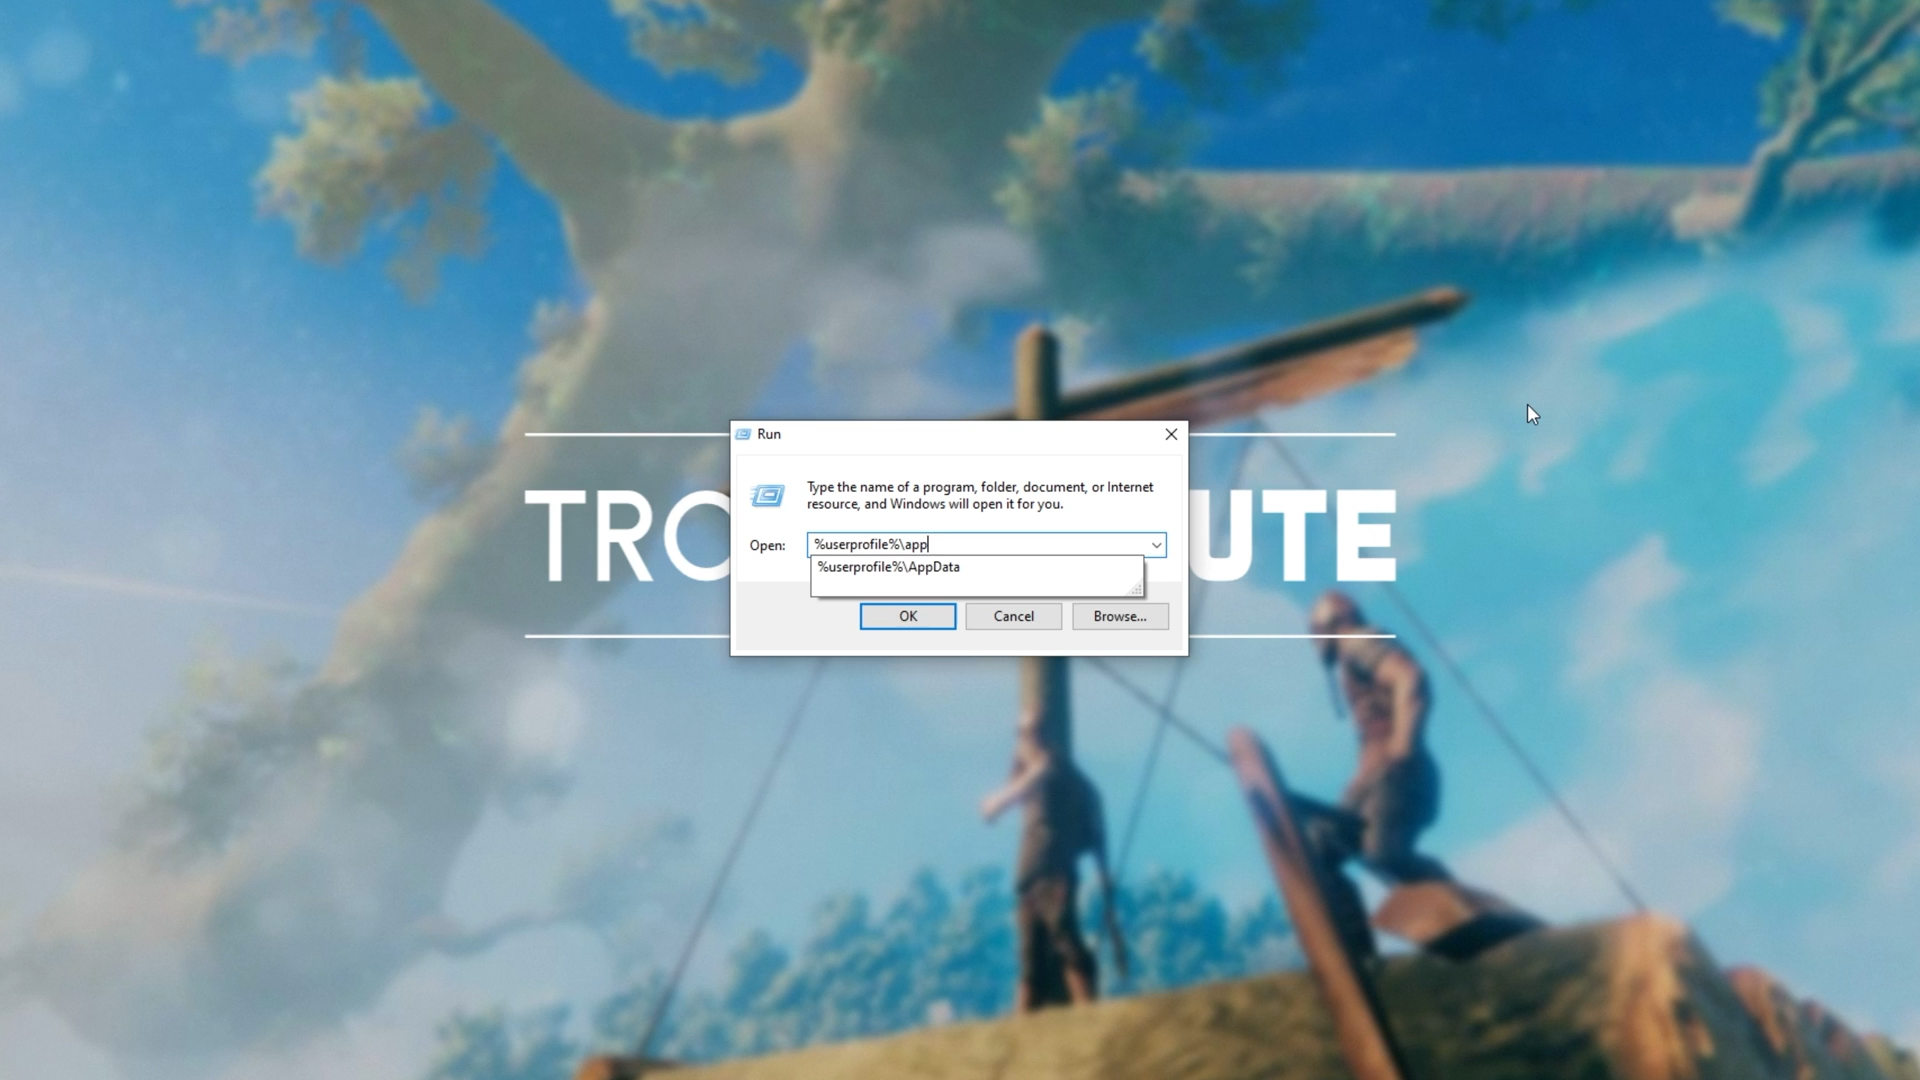 Run
Type the name of a program, folder, document, or Internet
resource, and Windows will open it for you.
TRO
UTE
Open:
%userprofile%\app
%userprofile%\AppData
OK
Cancel
Browse...